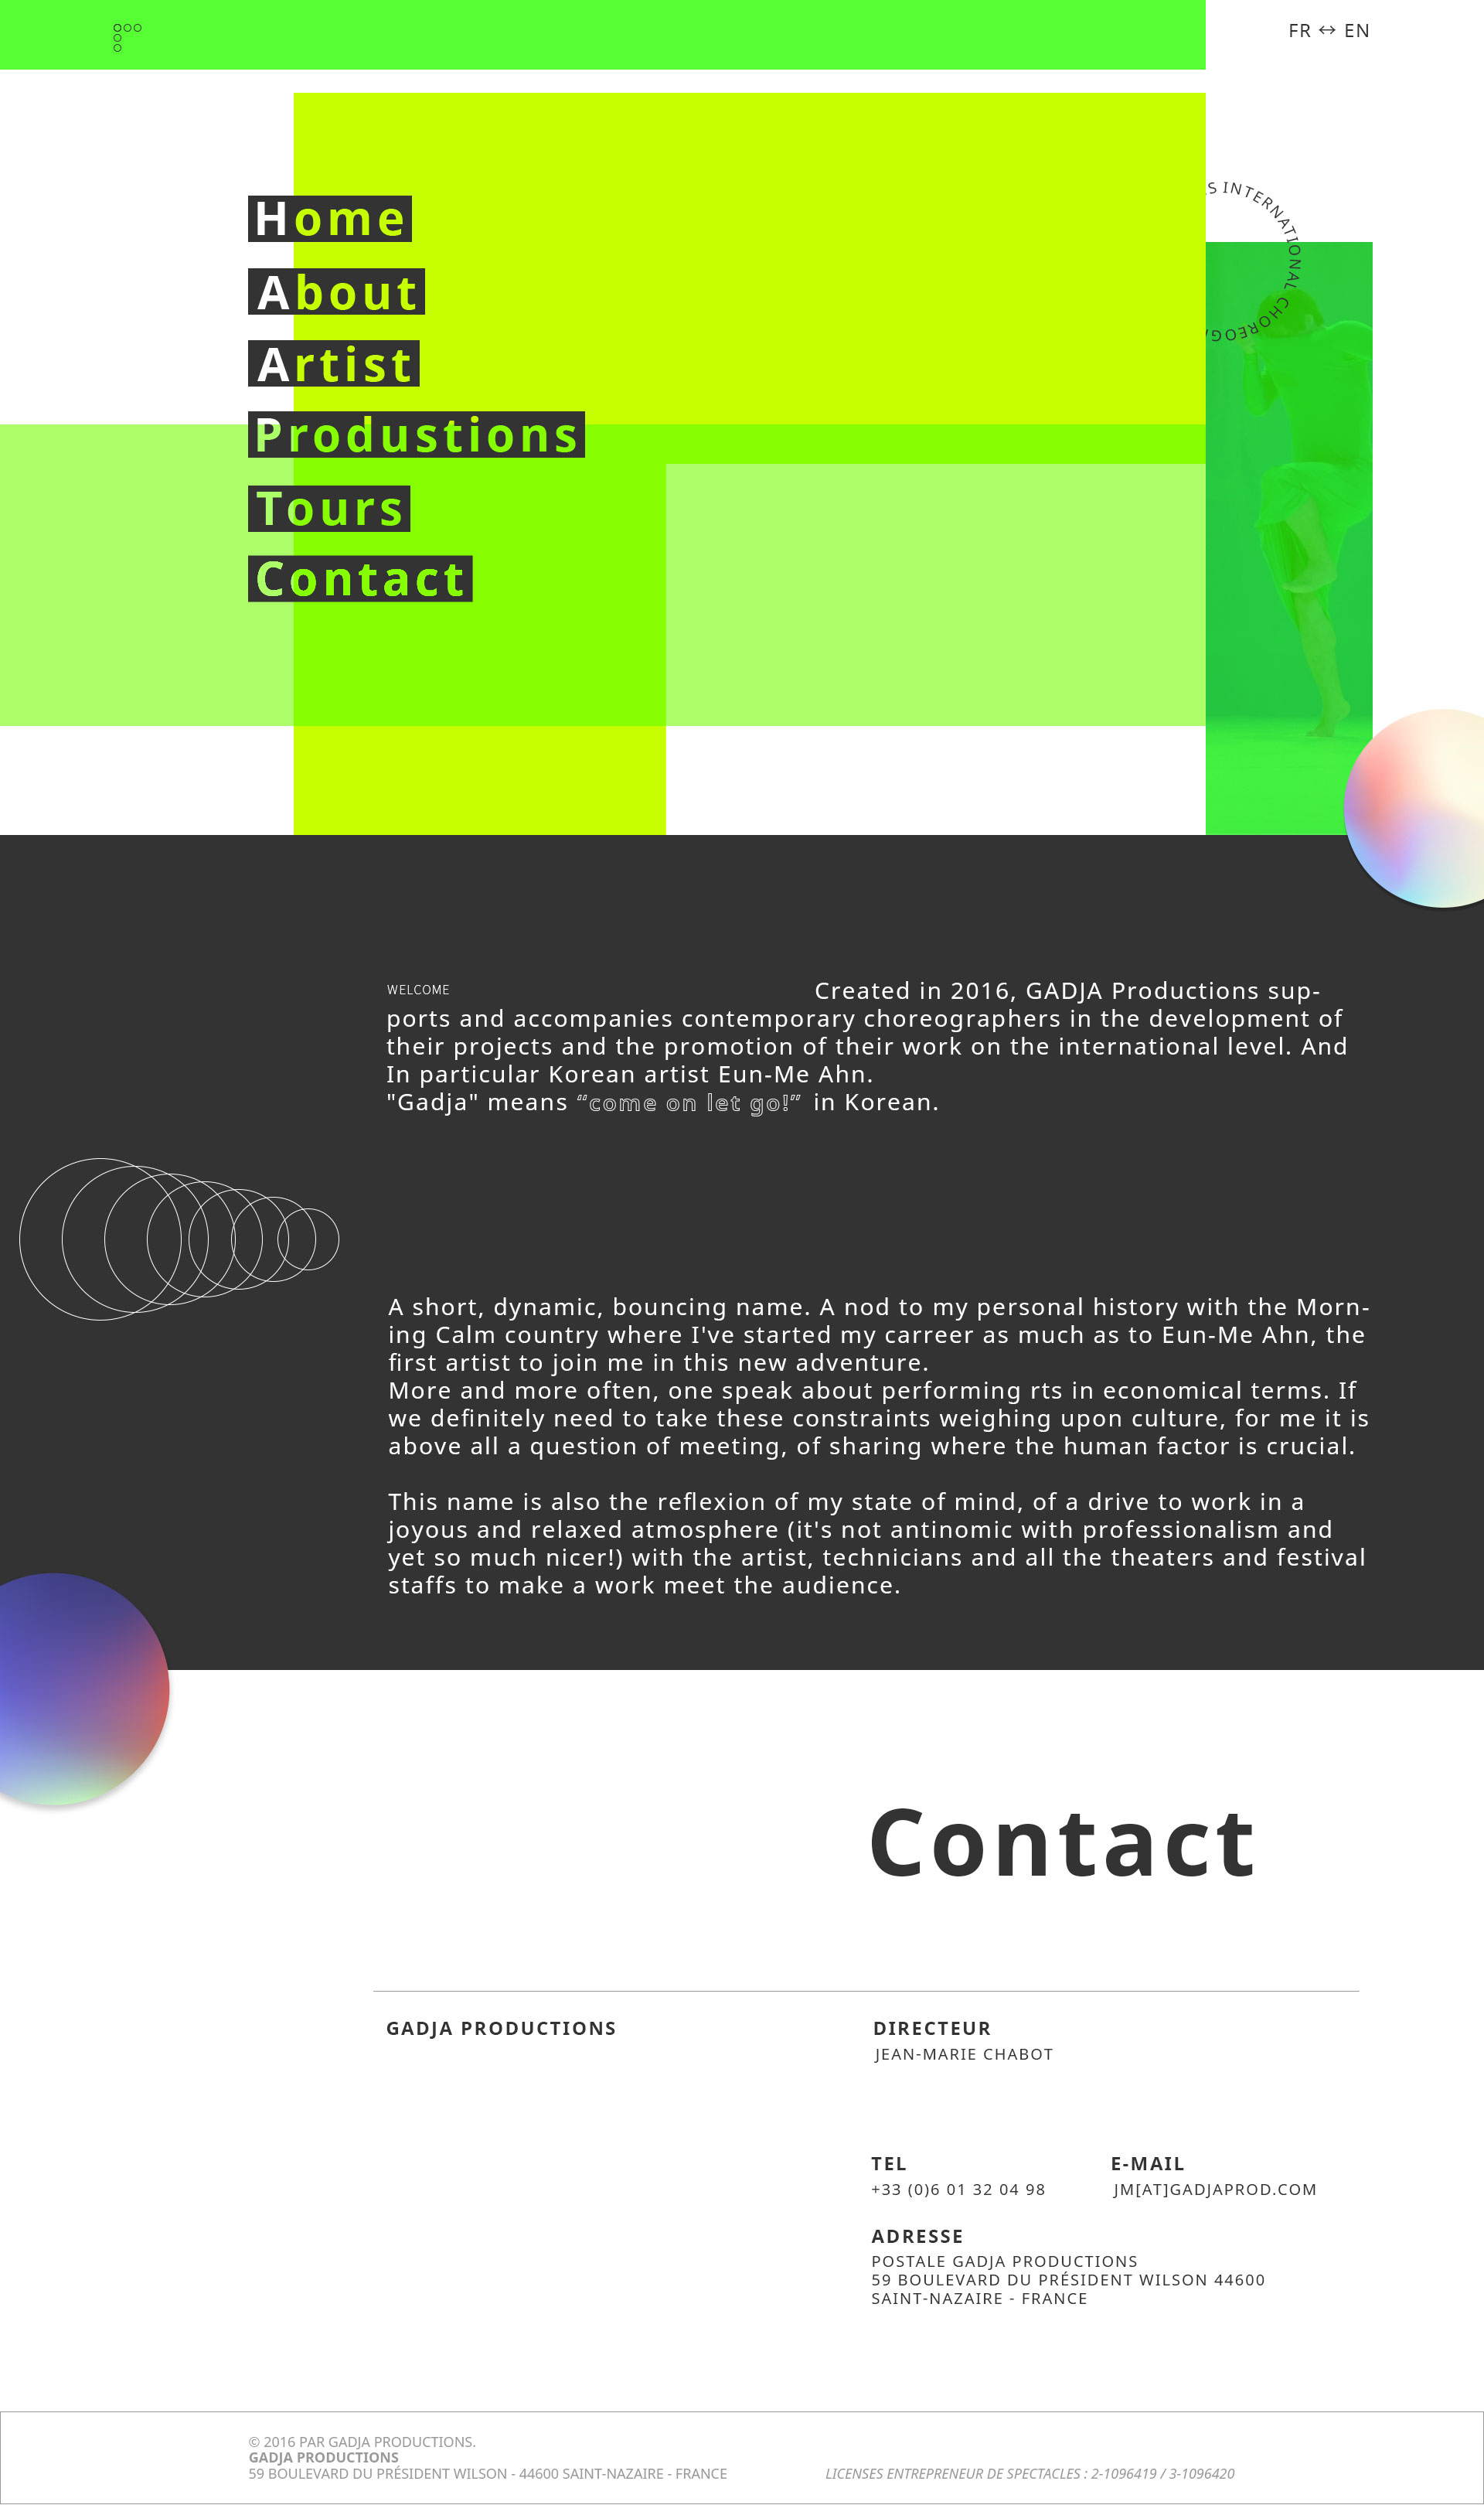 FR ↔ EN
S INTERNATIONAL CHOREOG
Home
About
Artist
Produstions
Tours
Contact
WELCOME
Created in 2016, GADJA Productions sup-
ports and accompanies contemporary choreographers in the development of
their projects and the promotion of their work on the international level. And
In particular Korean artist Eun-Me Ahn.
"Gadja" means “come on let go!” in Korean.
A short, dynamic, bouncing name. A nod to my personal history with the Morn-
ing Calm country where I've started my carreer as much as to Eun-Me Ahn, the
first artist to join me in this new adventure.
More and more often, one speak about performing rts in economical terms. If
we definitely need to take these constraints weighing upon culture, for me it is
above all a question of meeting, of sharing where the human factor is crucial.
This name is also the reflexion of my state of mind, of a drive to work in a
joyous and relaxed atmosphere (it's not antinomic with professionalism and
yet so much nicer!) with the artist, technicians and all the theaters and festival
staffs to make a work meet the audience.
Contact
GADJA PRODUCTIONS
DIRECTEUR
JEAN-MARIE CHABOT
TEL
+33 (0)6 01 32 04 98
E-MAIL
JM[AT]GADJAPROD.COM
ADRESSE
POSTALE GADJA PRODUCTIONS
59 BOULEVARD DU PRÉSIDENT WILSON 44600
SAINT-NAZAIRE - FRANCE
© 2016 PAR GADJA PRODUCTIONS.
GADJA PRODUCTIONS
59 BOULEVARD DU PRÉSIDENT WILSON - 44600 SAINT-NAZAIRE - FRANCE
LICENSES ENTREPRENEUR DE SPECTACLES : 2-1096419 / 3-1096420